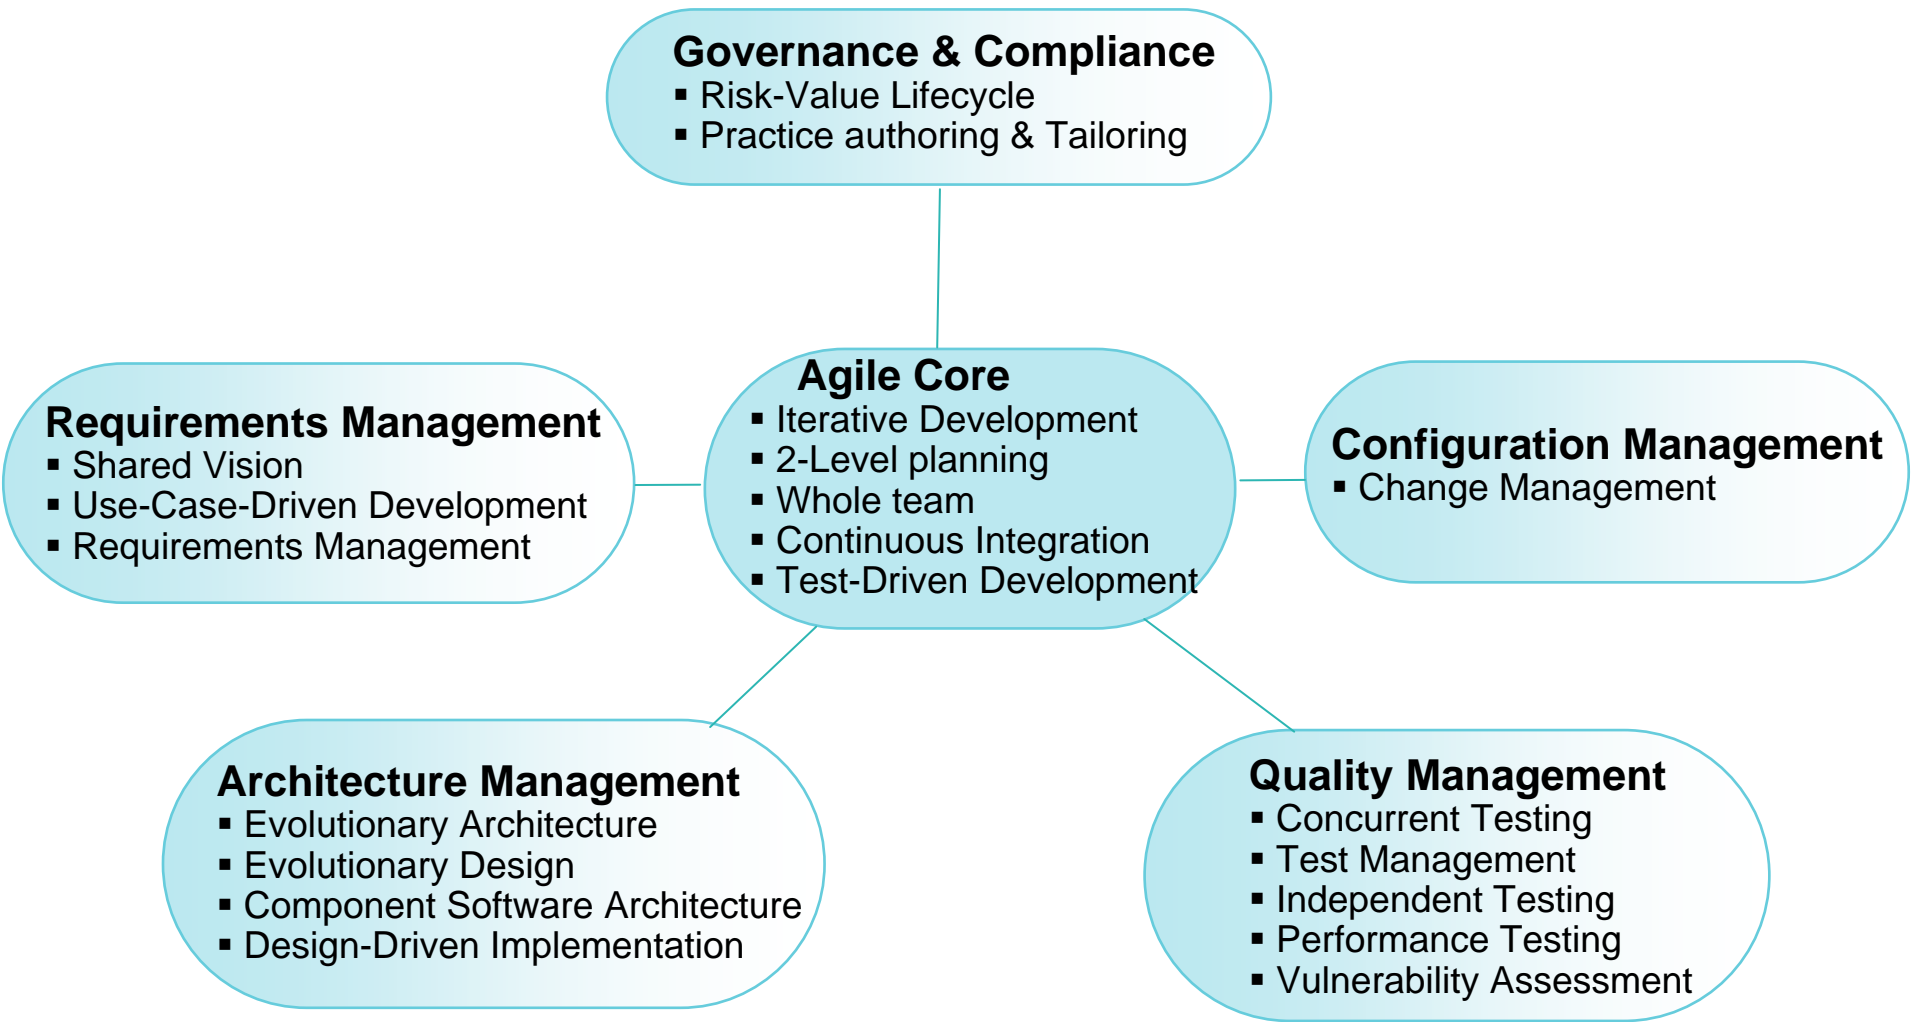 Governance & Compliance
▪ Risk-Value Lifecycle
▪ Practice authoring & Tailoring
Requirements Management
▪ Shared Vision
▪ Use-Case-Driven Development
▪ Requirements Management
Agile Core
▪ Iterative Development
▪ 2-Level planning
▪ Whole team
▪ Continuous Integration
▪ Test-Driven Development
Configuration Management
▪ Change Management
Architecture Management
▪ Evolutionary Architecture
▪ Evolutionary Design
▪ Component Software Architecture
▪ Design-Driven Implementation
Quality Management
▪ Concurrent Testing
▪ Test Management
▪ Independent Testing
▪ Performance Testing
▪ Vulnerability Assessment